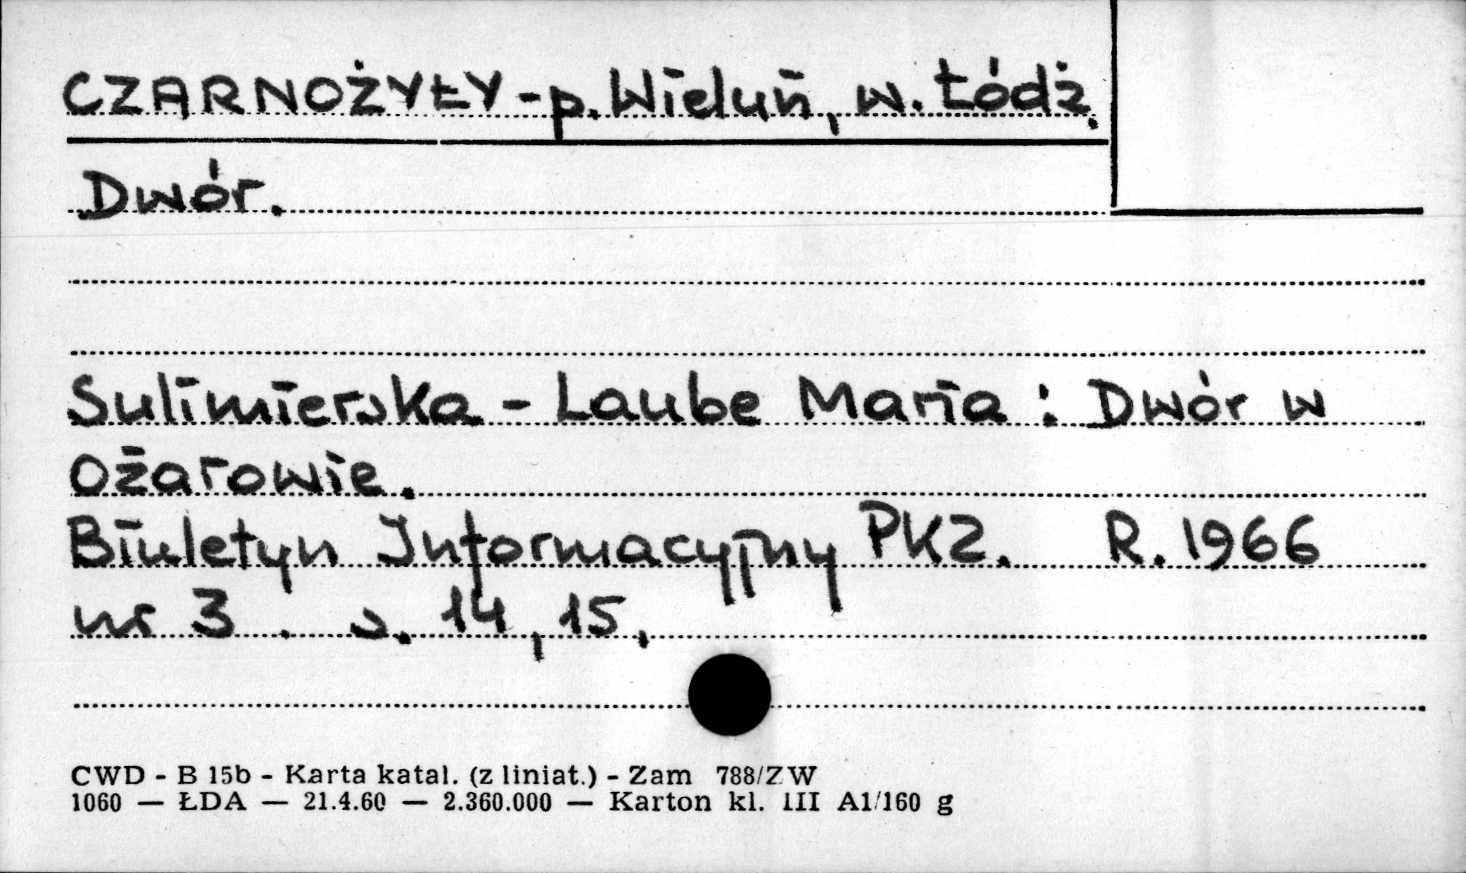 CZARNOŻYŁY - p. Wieluń, w. Łódż.
Dwór.
Sulimierska - Laube Maria : Dwór w
Ożarowie.
Biuletyn Informacyjny PKZ. R. 1966
nr 3 . s. 14, 15,
CWD - B 15b - Karta katal. (z liniat.) - Zam 788/ZW
1060 — ŁDA — 21.4.60 — 2.360.000 — Karton kl. III A1/160 g